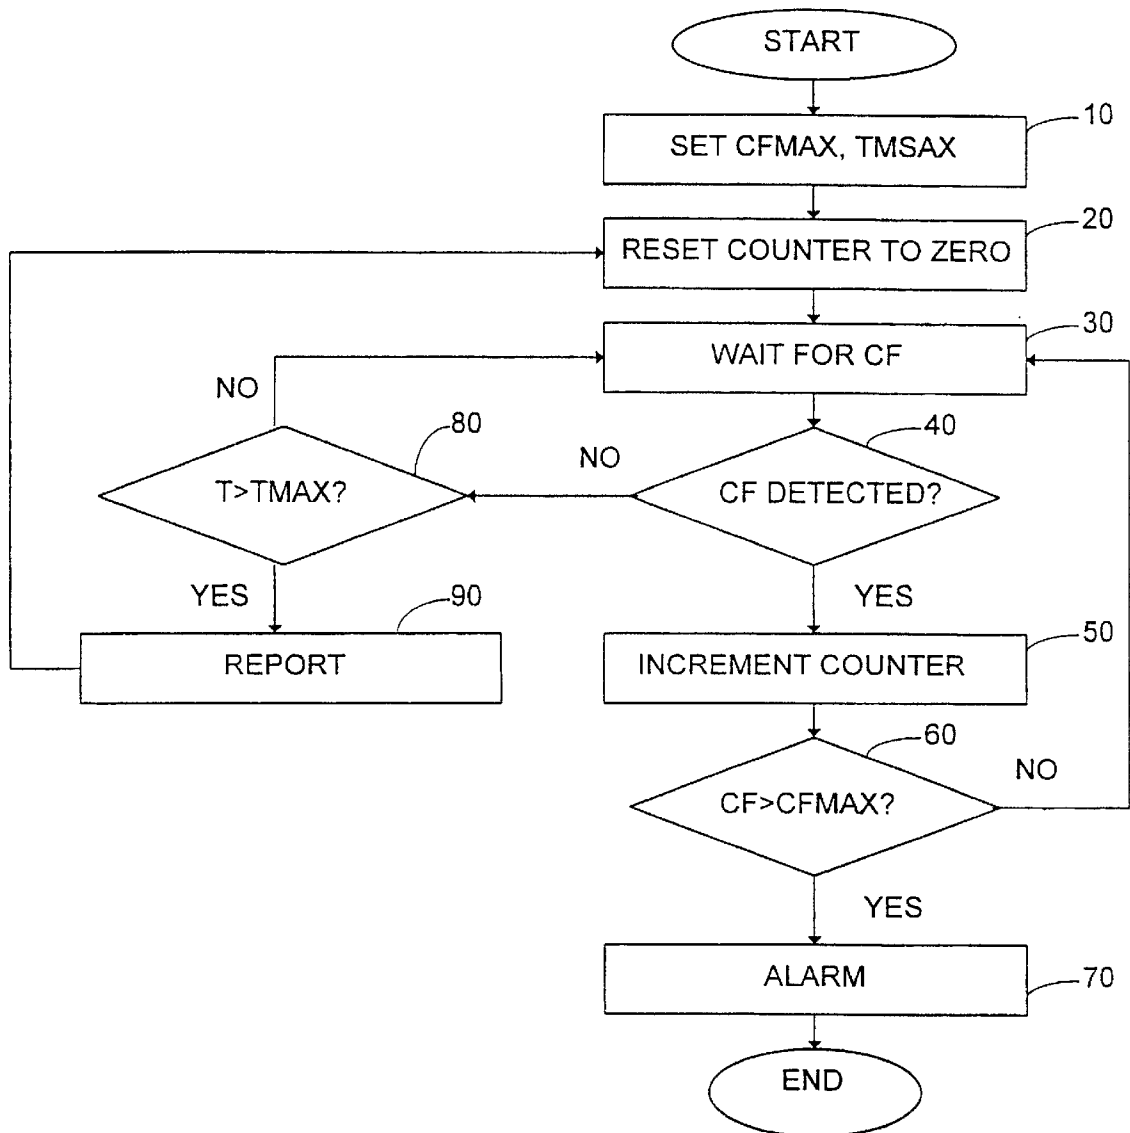 START
10
SET CFMAX, TMSAX
20
RESET COUNTER TO ZERO
30
WAIT FOR CF
NO
80
40
NO
T>TMAX?
CF DETECTED?
YES
90
YES
50
REPORT
INCREMENT COUNTER
60
NO
CF>CFMAX?
YES
ALARM
70
END